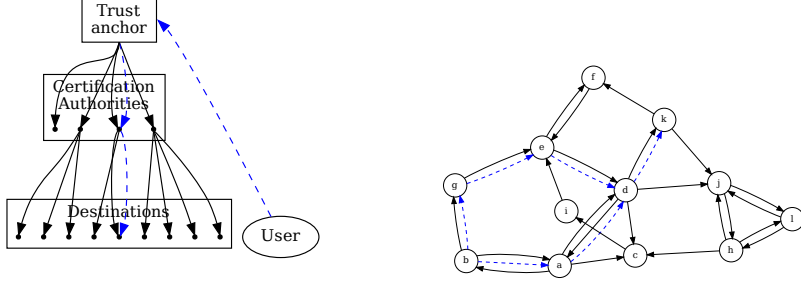 Trust
anchor
Certification
Authorities
Destinations
User
f
k
e
g
d
j
i
l
b
a
c
h